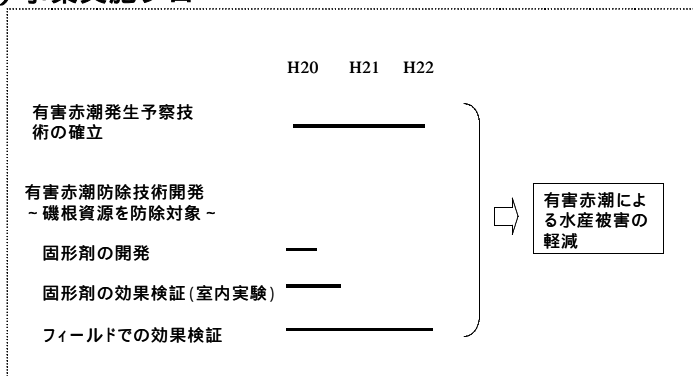 H20 H21 H22
有害赤潮発生予察技
術の確立
有害赤潮防除技術開発
~磯根資源を防除対象~
固形剤の開発
固形剤の効果検証(室内実験)
フィールドでの効果検証
有害赤潮によ
る水産被害の
軽減